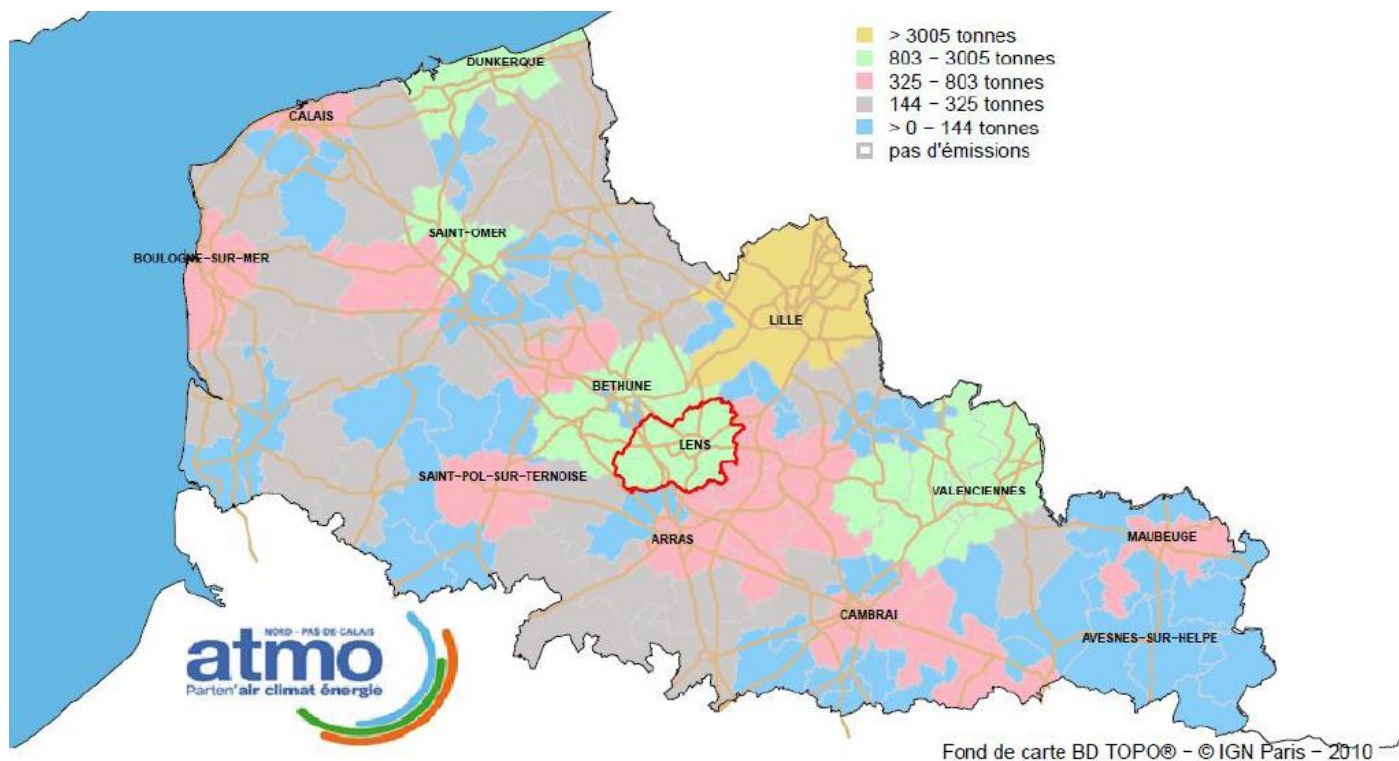 > 3005 tonnes
803 – 3005 tonnes
325 – 803 tonnes
144 – 325 tonnes
> 0 – 144 tonnes
pas d'émissions
DUNKERQUE
CALAIS
SAINT-OMER
BOULOGNE-SUR-MER
LILLE
BETHUNE
LENS
SAINT-POL-SUR-TERNOISE
VALENCIENNES
ARRAS
MAUBEUGE
CAMBRAI
AVESNES-SUR-HELPE
NORD - PAS-DE-CALAIS
atmo
Parten'air climat énergie
Fond de carte BD TOPO® – © IGN Paris – 2010